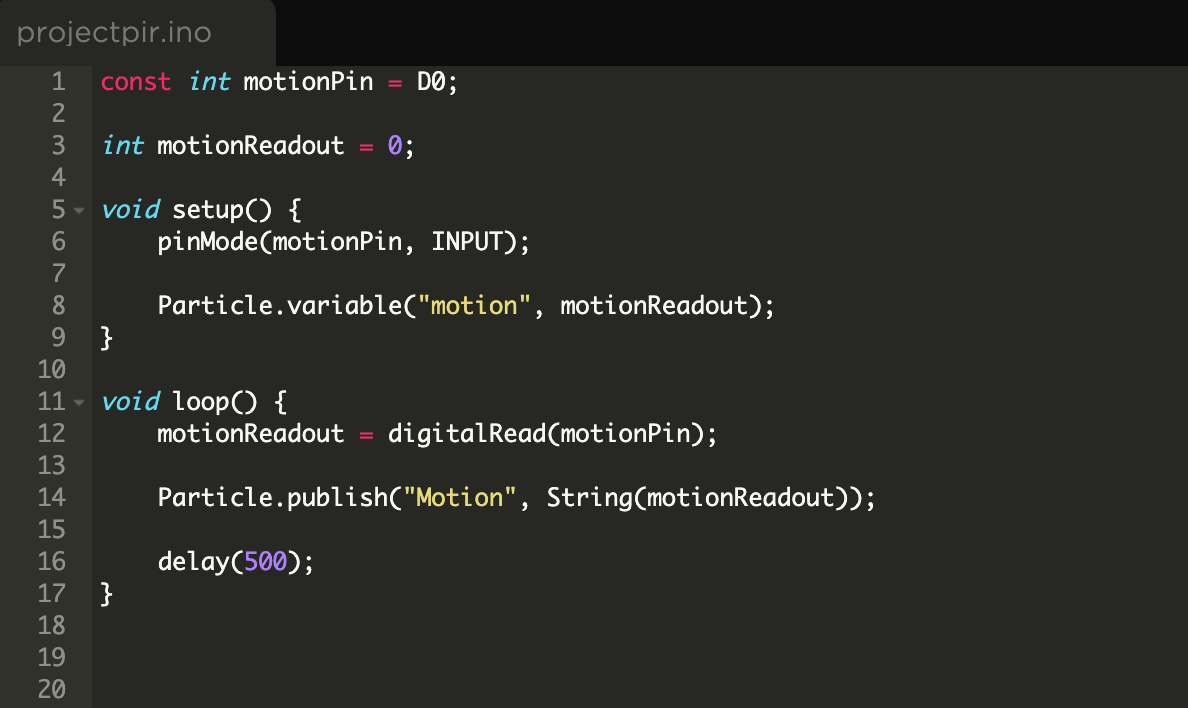 projectpir.ino
1 const int motionPin = D0;
2
3 int motionReadout = 0;
4
5 void setup() {
6     pinMode(motionPin, INPUT);
7
8     Particle.variable("motion", motionReadout);
9 }
10
11 void loop() {
12     motionReadout = digitalRead(motionPin);
13
14     Particle.publish("Motion", String(motionReadout));
15
16     delay(500);
17 }
18
19
20